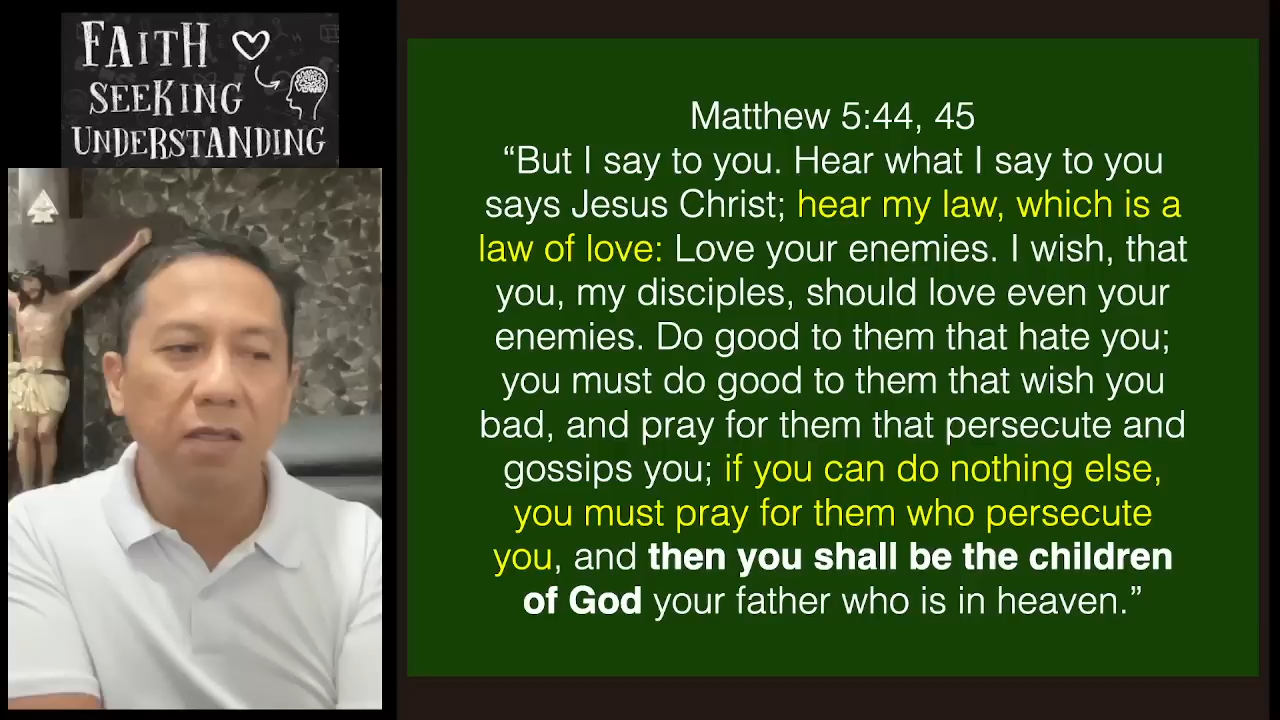 FAITH
SEEKING
UNDERSTANDING
Matthew 5:44, 45
“But I say to you. Hear what I say to you
says Jesus Christ; hear my law, which is a
law of love: Love your enemies. I wish, that
you, my disciples, should love even your
enemies. Do good to them that hate you;
you must do good to them that wish you
bad, and pray for them that persecute and
gossips you; if you can do nothing else,
you must pray for them who persecute
you, and then you shall be the children
of God your father who is in heaven.”